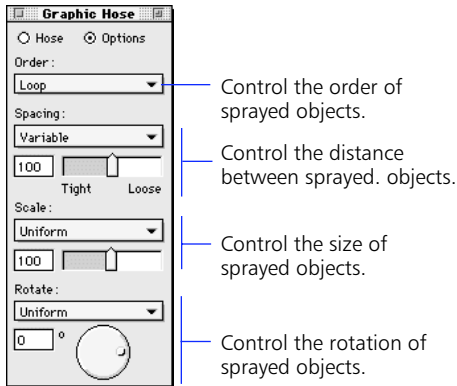 Graphic Hose
Hose Options
Order:
Loop
Control the order of
sprayed objects.
Spacing:
Variable
100
Tight Loose
Control the distance
between sprayed. objects.
Scale:
Uniform
100
Control the size of
sprayed objects.
Rotate:
Uniform
0 °
Control the rotation of
sprayed objects.